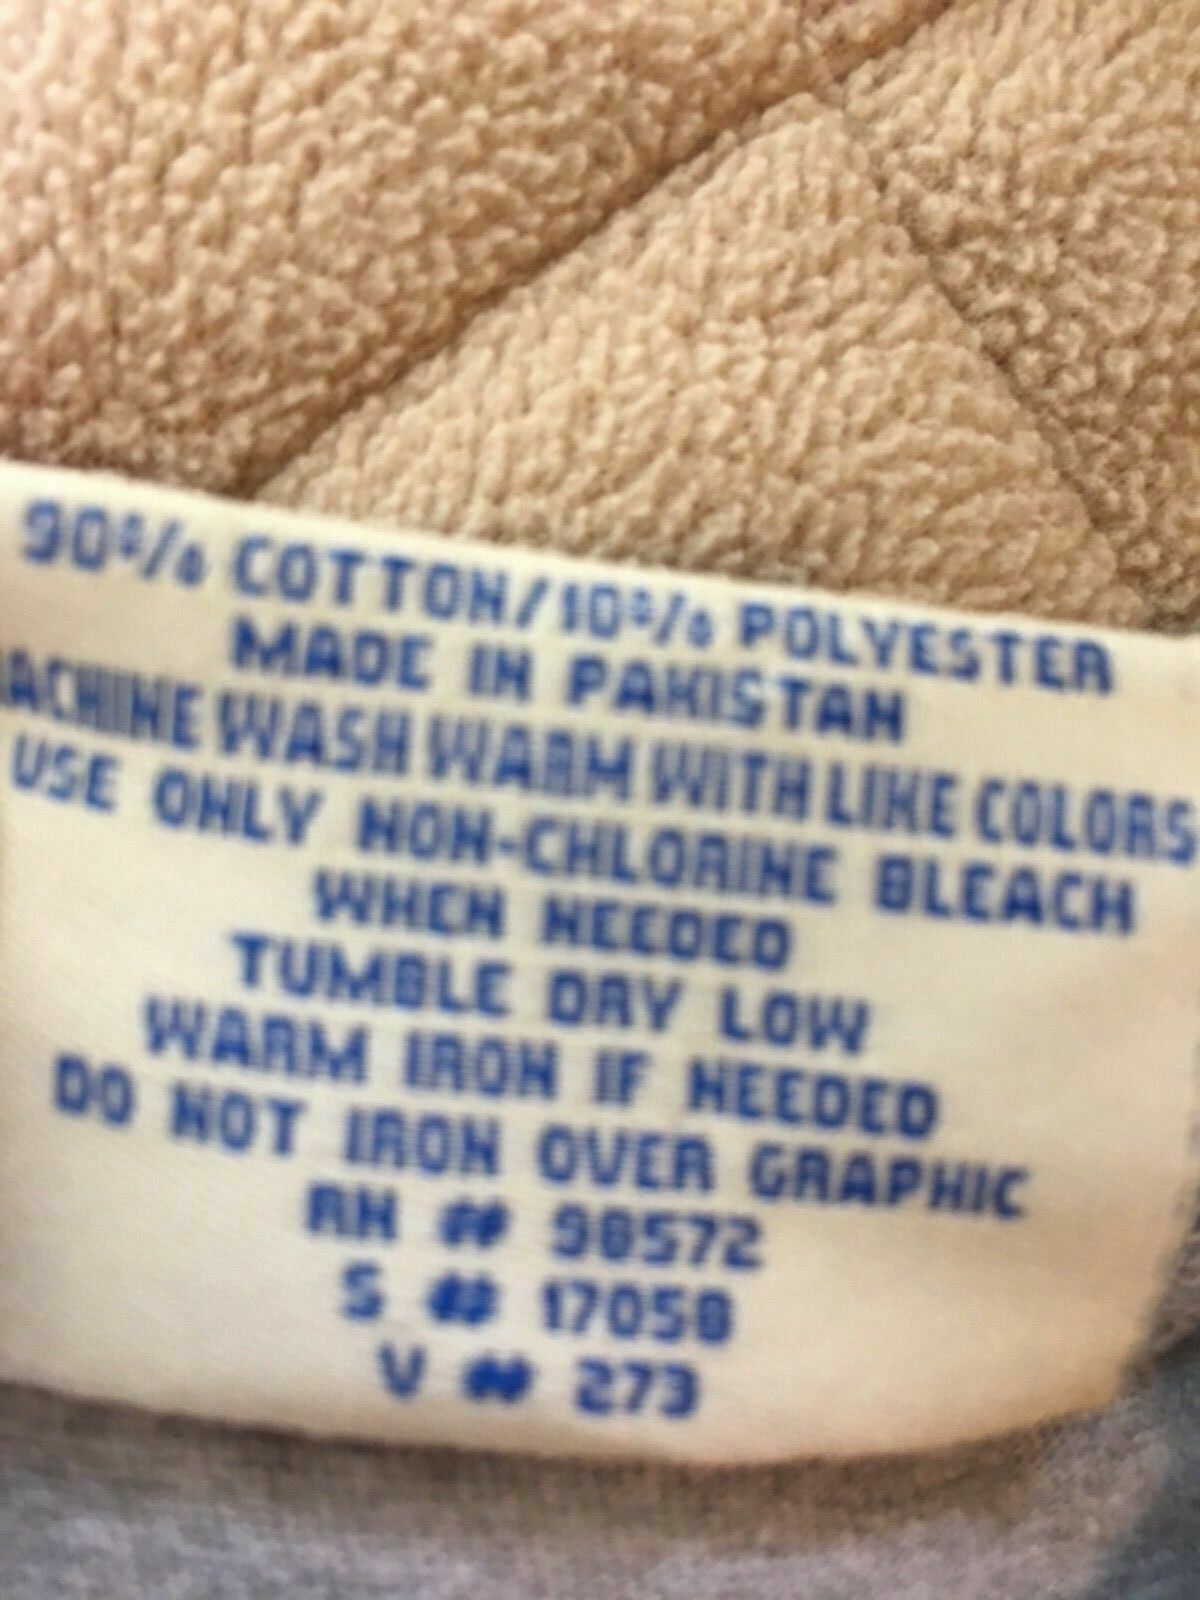 90% COTTON/10% POLYESTER
MADE IN PAKISTAN
MACHINE WASH WARM WITH LIKE COLORS
USE ONLY NON-CHLORINE BLEACH
WHEN NEEDED
TUMBLE DRY LOW
WARM IRON IF NEEDED
DO NOT IRON OVER GRAPHIC
RN # 98572
S # 17058
V # 273